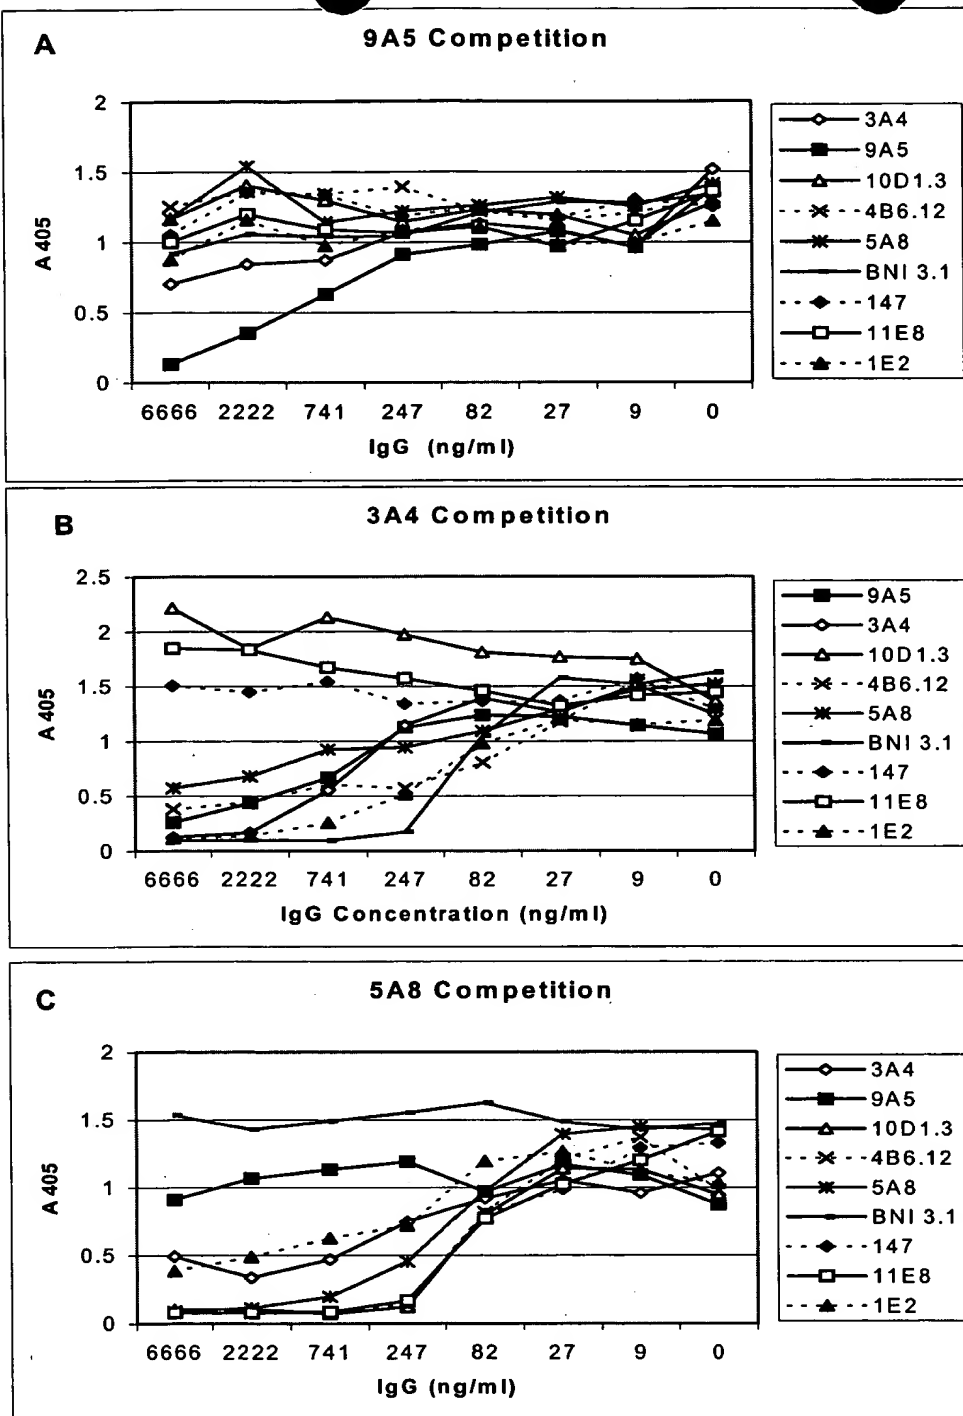 A
9A5 Competition
2
1.5
1
0.5
0
A 405
6666 2222 741 247 82 27 9 0
IgG (ng/ml)
3A4
9A5
10D1.3
4B6.12
5A8
BNI 3.1
147
11E8
1E2
B
3A4 Competition
2.5
2
1.5
1
0.5
0
A 405
6666 2222 741 247 82 27 9 0
IgG Concentration (ng/ml)
9A5
3A4
10D1.3
4B6.12
5A8
BNI 3.1
147
11E8
1E2
C
5A8 Competition
2
1.5
1
0.5
0
A 405
6666 2222 741 247 82 27 9 0
IgG (ng/ml)
3A4
9A5
10D1.3
4B6.12
5A8
BNI 3.1
147
11E8
1E2